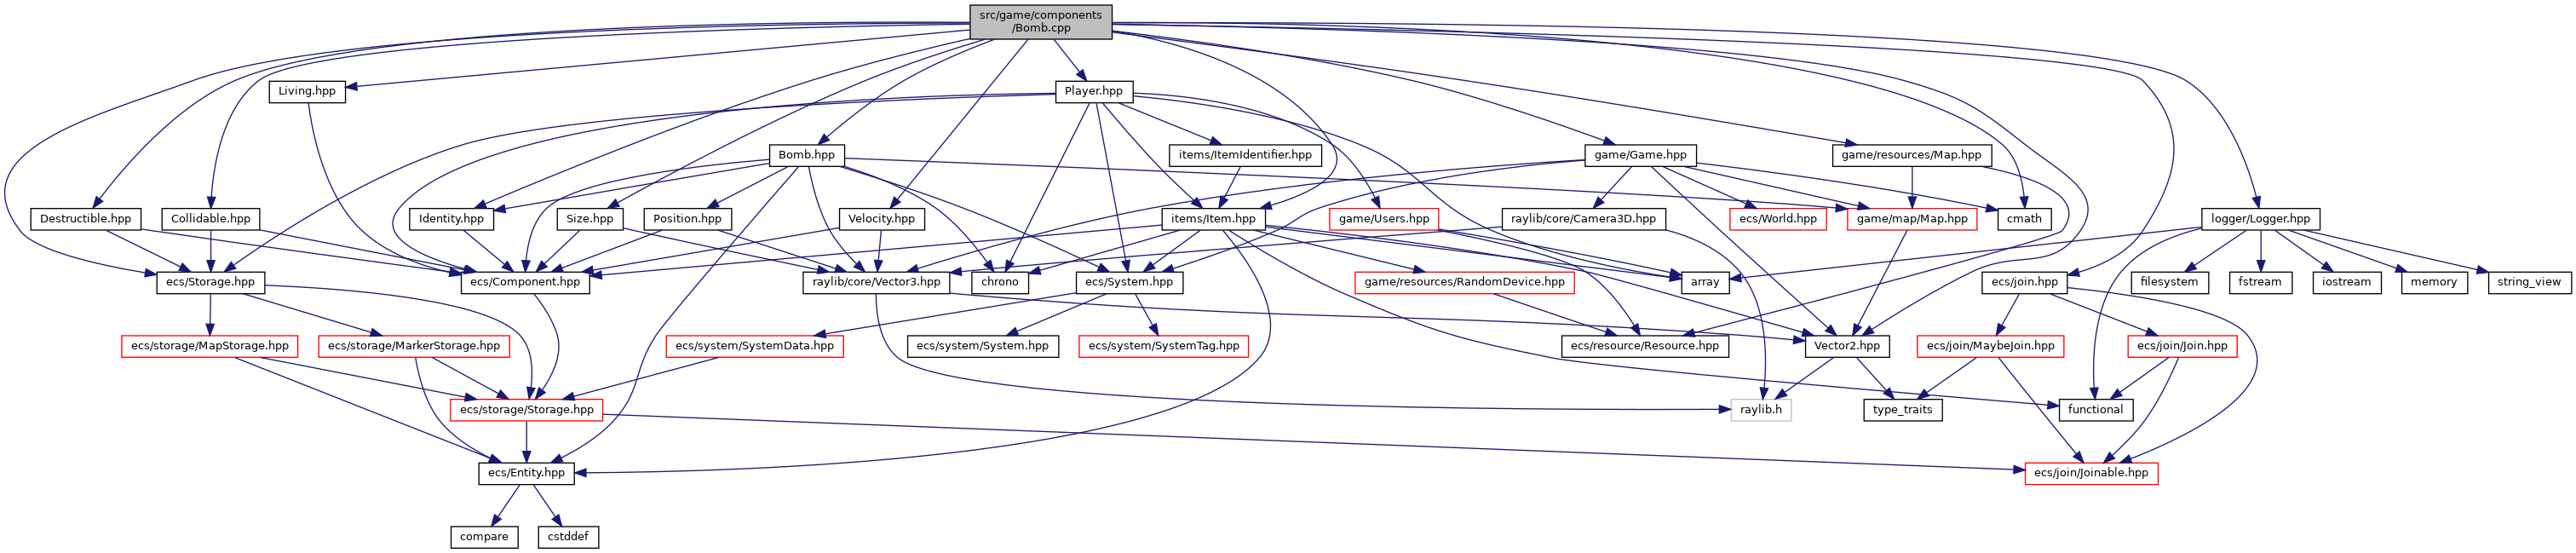 src/game/components
/Bomb.cpp
Living.hpp
Player.hpp
Bomb.hpp
items/ItemIdentifier.hpp
game/Game.hpp
game/resources/Map.hpp
Destructible.hpp
Collidable.hpp
Identity.hpp
Size.hpp
Position.hpp
Velocity.hpp
items/Item.hpp
game/Users.hpp
raylib/core/Camera3D.hpp
ecs/World.hpp
game/map/Map.hpp
cmath
logger/Logger.hpp
ecs/Storage.hpp
ecs/Component.hpp
raylib/core/Vector3.hpp
chrono
ecs/System.hpp
game/resources/RandomDevice.hpp
array
ecs/join.hpp
filesystem
fstream
iostream
memory
string_view
ecs/storage/MapStorage.hpp
ecs/storage/MarkerStorage.hpp
ecs/system/SystemData.hpp
ecs/system/System.hpp
ecs/system/SystemTag.hpp
ecs/resource/Resource.hpp
Vector2.hpp
ecs/join/MaybeJoin.hpp
ecs/join/Join.hpp
ecs/storage/Storage.hpp
raylib.h
type_traits
functional
ecs/Entity.hpp
ecs/join/Joinable.hpp
compare
cstddef